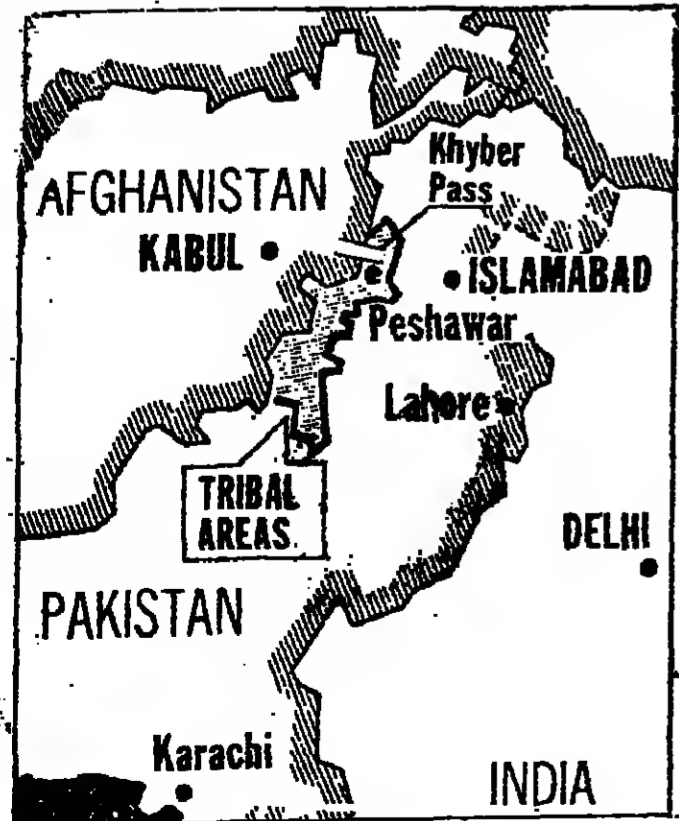 Khyber
Pass
AFGHANISTAN
KABUL
ISLAMABAD
Peshawar
Lahore
TRIBAL
AREAS
DELHI
PAKISTAN
Karachi
INDIA